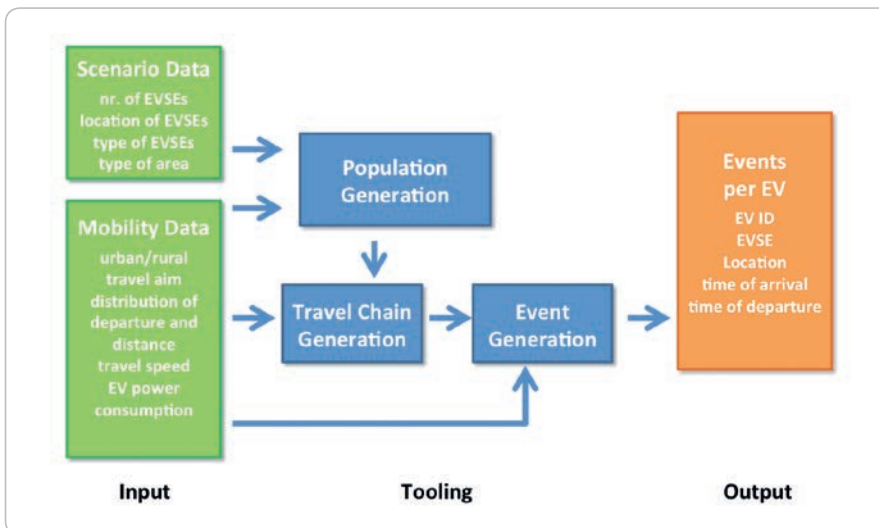 Scenario Data
nr. of EVSEs
location of EVSEs
type of EVSEs
type of area
Mobility Data
urban/rural
travel aim
distribution of
departure and
distance
travel speed
EV power
consumption
Population
Generation
Travel Chain
Generation
Event
Generation
Events
per EV
EV ID
EVSE
Location
time of arrival
time of departure
Input
Tooling
Output